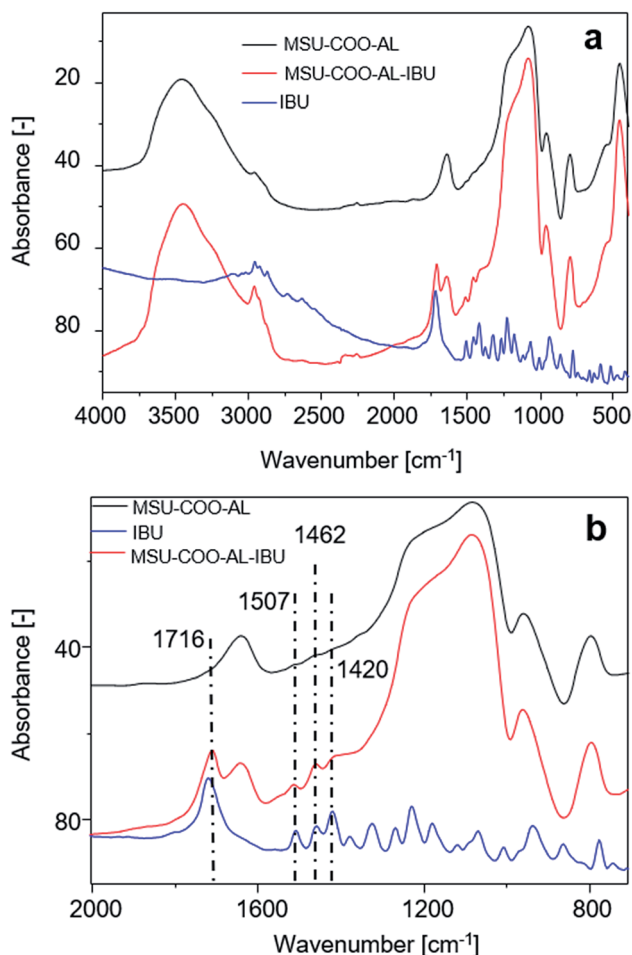 a
MSU-COO-AL
MSU-COO-AL-IBU
IBU
20
40
60
80
Absorbance [-]
4000 3500 3000 2500 2000 1500 1000 500
Wavenumber [cm⁻¹]
b
MSU-COO-AL
IBU
MSU-COO-AL-IBU
1462
1507
1716
1420
40
80
Absorbance [-]
2000 1600 1200 800
Wavenumber [cm⁻¹]